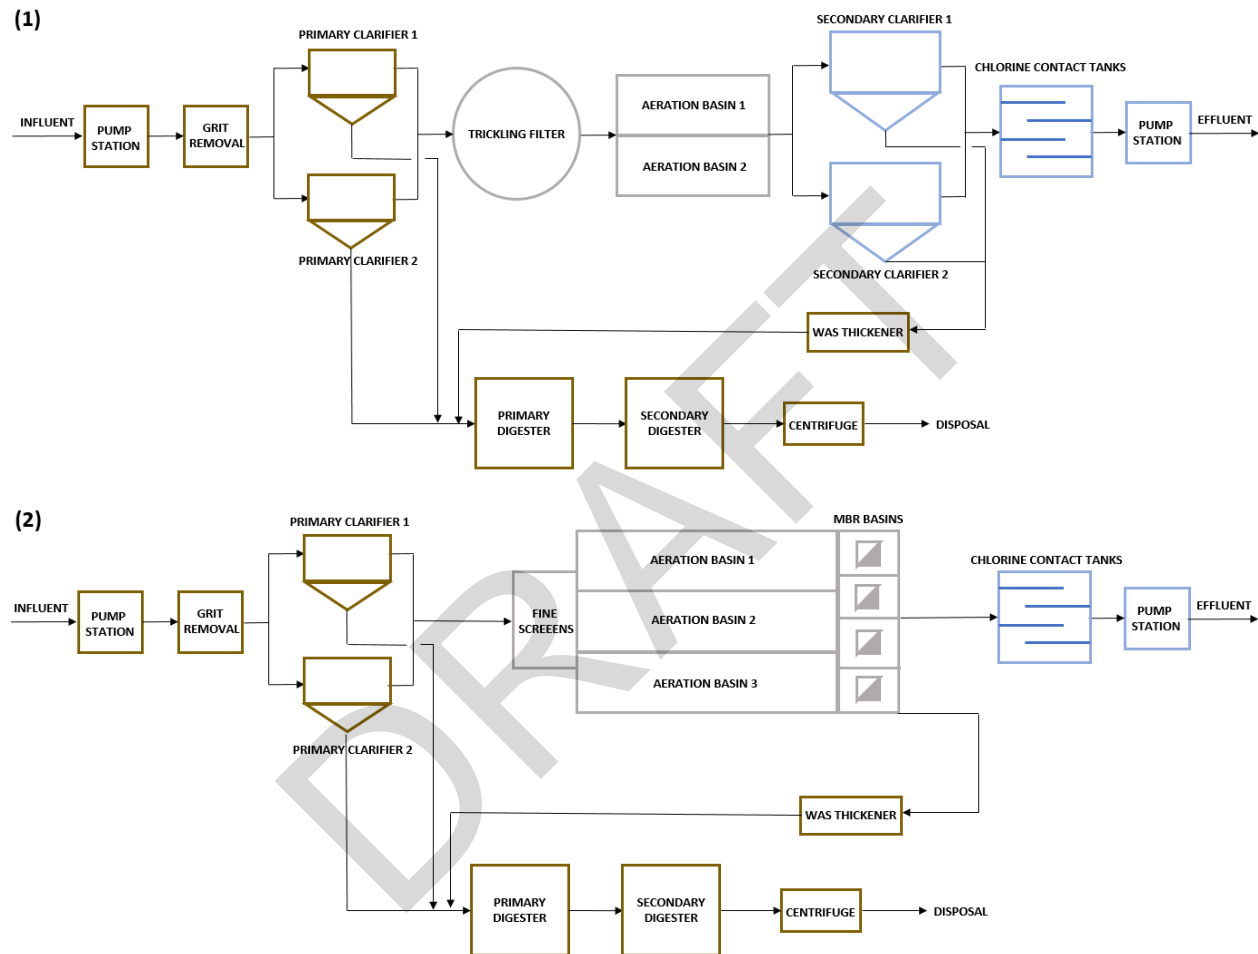 (1)
PRIMARY CLARIFIER 1
SECONDARY CLARIFIER 1
CHLORINE CONTACT TANKS
INFLUENT
PUMP
STATION
GRIT
REMOVAL
TRICKLING FILTER
AERATION BASIN 1
AERATION BASIN 2
PUMP
STATION
EFFLUENT
PRIMARY CLARIFIER 2
SECONDARY CLARIFIER 2
WAS THICKENER
PRIMARY
DIGESTER
SECONDARY
DIGESTER
CENTRIFUGE
DISPOSAL
(2)
PRIMARY CLARIFIER 1
MBR BASINS
CHLORINE CONTACT TANKS
INFLUENT
PUMP
STATION
GRIT
REMOVAL
FINE
SCREEENS
AERATION BASIN 1
AERATION BASIN 2
AERATION BASIN 3
PUMP
STATION
EFFLUENT
PRIMARY CLARIFIER 2
WAS THICKENER
PRIMARY
DIGESTER
SECONDARY
DIGESTER
CENTRIFUGE
DISPOSAL
DRAFT